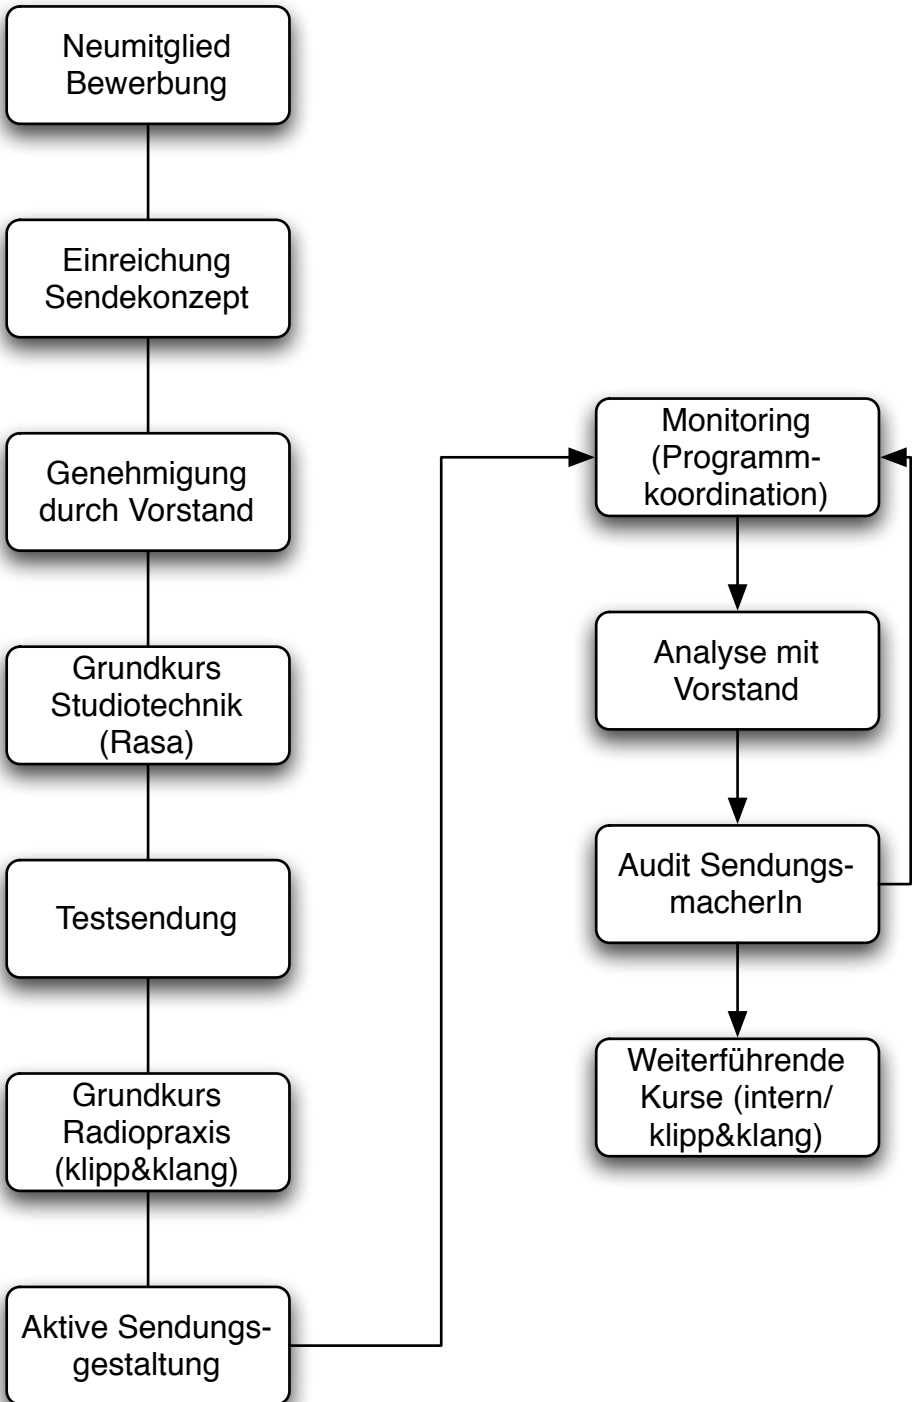 Neumitglied
Bewerbung
Einreichung
Sendekonzept
Genehmigung
durch Vorstand
Grundkurs
Studiotechnik
(Rasa)
Testsendung
Grundkurs
Radiopraxis
(klipp&klang)
Aktive Sendungs-
gestaltung
Monitoring
(Programm-
koordination)
Analyse mit
Vorstand
Audit Sendungs-
macherIn
Weiterführende
Kurse (intern/
klipp&klang)